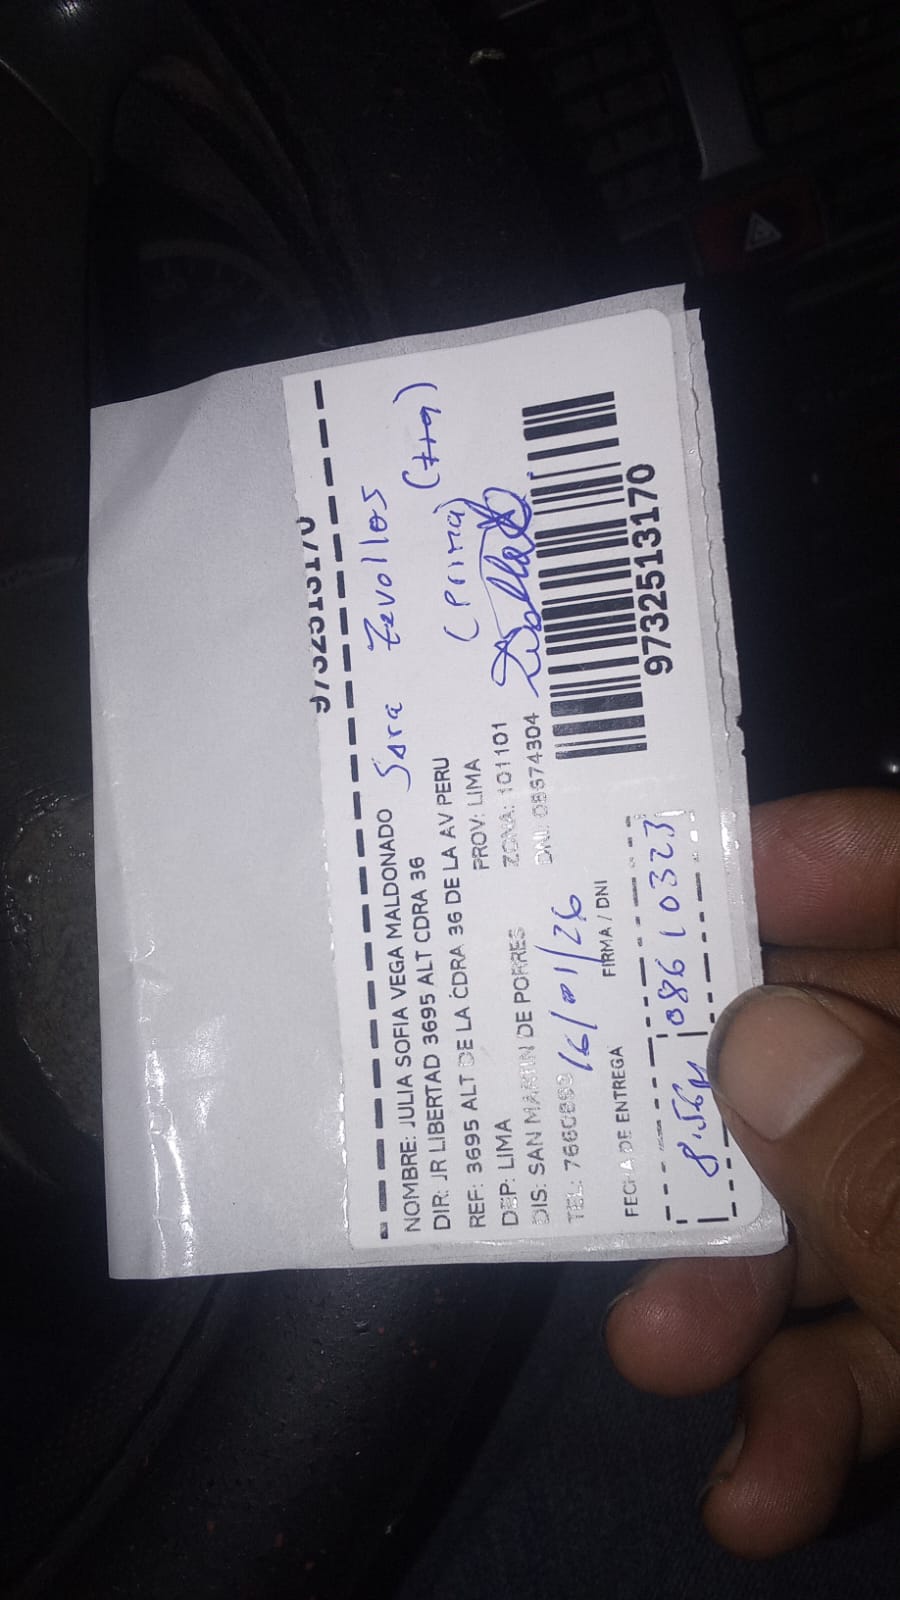 NOMBRE: JULIA SOFIA VEGA MALDONADO
Sara Zevallos
DIR: JR LIBERTAD 3695 ALT CDRA 36
REF: 3695 ALT DE LA CDRA 36 DE LA AV PERU
(prima)
DEP: LIMA PROV: LIMA
DIS: SAN MARTIN DE PORRES ZONA: 101101
TEL: DNI: 08674304
16/01/26
FECHA DE ENTREGA FIRMA / DNI
9732513170
8:56 08610323